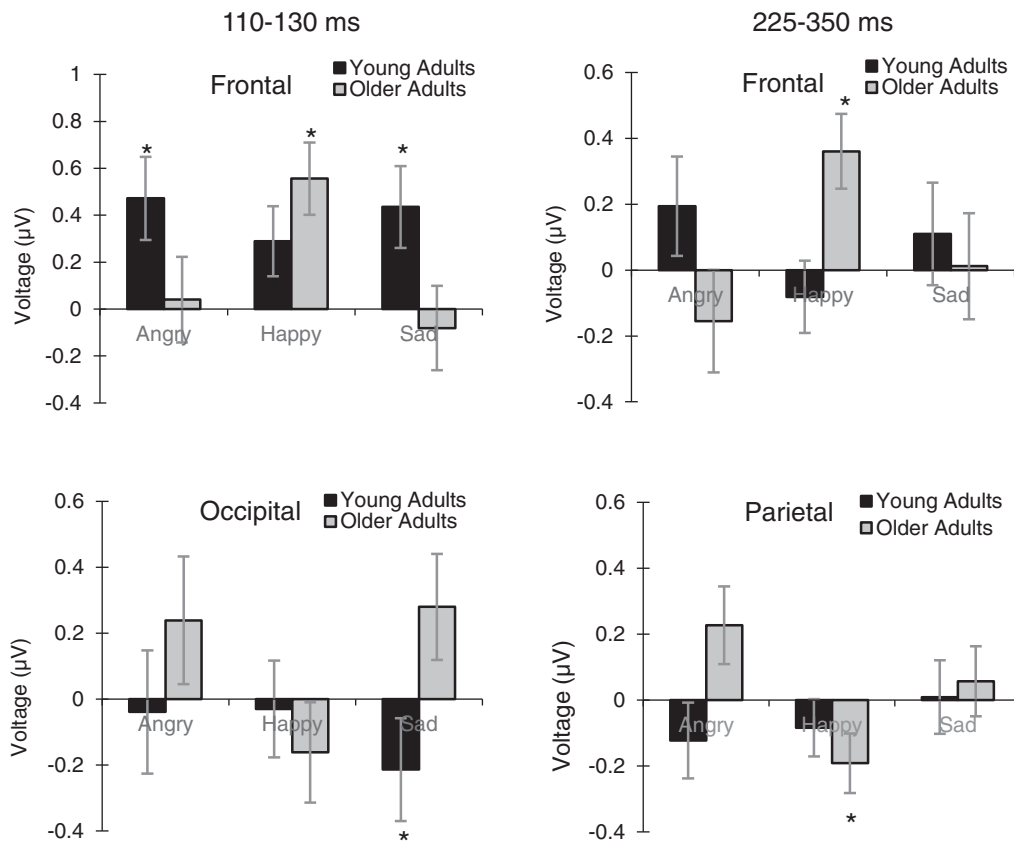 110-130 ms
225-350 ms
Frontal
Young Adults
Older Adults
Voltage (µV)
1
0.8
0.6
0.4
0.2
0
-0.2
-0.4
*
*
*
Angry
Happy
Sad
Frontal
Young Adults
Older Adults
Voltage (µV)
0.6
0.4
0.2
0
-0.2
-0.4
*
Angry
Happy
Sad
Occipital
Young Adults
Older Adults
Voltage (µV)
0.6
0.4
0.2
0
-0.2
-0.4
Angry
Happy
Sad
*
Parietal
Young Adults
Older Adults
Voltage (µV)
0.6
0.4
0.2
0
-0.2
-0.4
Angry
Happy
Sad
*